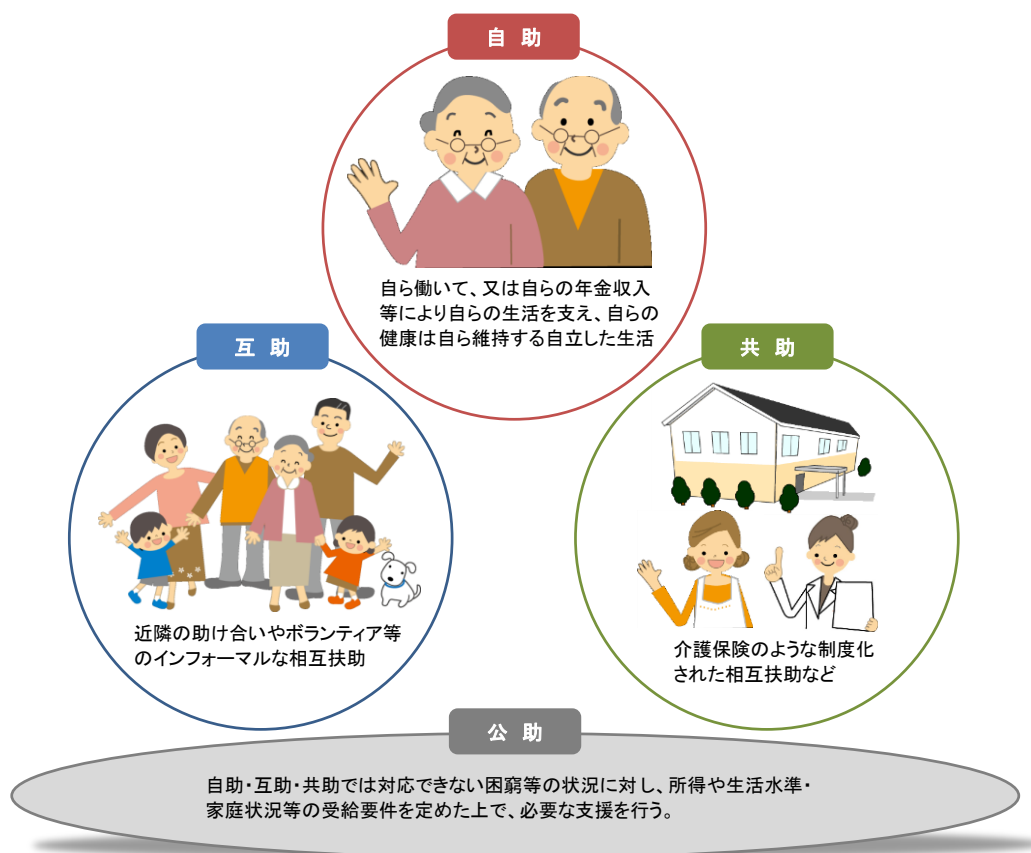 自助
自ら働いて、又は自らの年金収入
等により自らの生活を支え、自らの
健康は自ら維持する自立した生活
互助
近隣の助け合いやボランティア等
のインフォーマルな相互扶助
共助
介護保険のような制度化
された相互扶助など
公助
自助・互助・共助では対応できない困窮等の状況に対し、所得や生活水準・
家庭状況等の受給要件を定めた上で、必要な支援を行う。